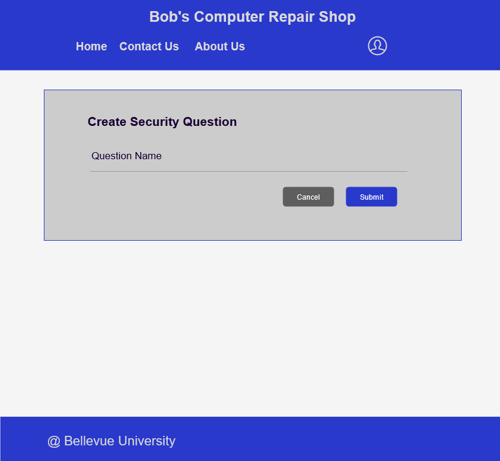 Bob's Computer Repair Shop
Home Contact Us About Us
Create Security Question
Question Name
Cancel Submit
@ Bellevue University